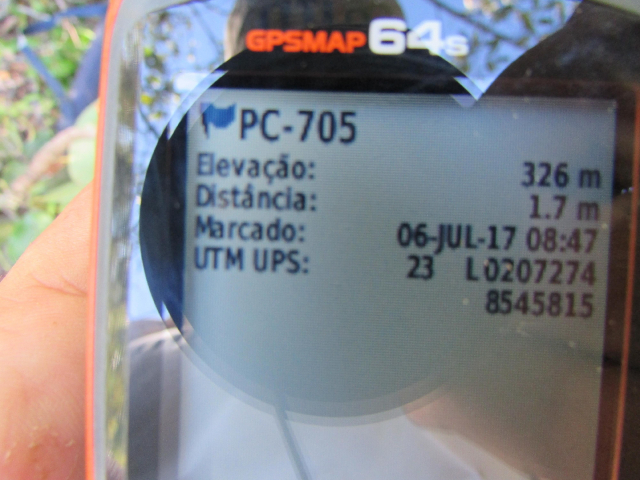 GPSMAP 64s
PC-705
Elevação: 326 m
Distância: 1.7 m
Marcado: 06-JUL-17 08:47
UTM UPS: 23 L 0207274
8545815